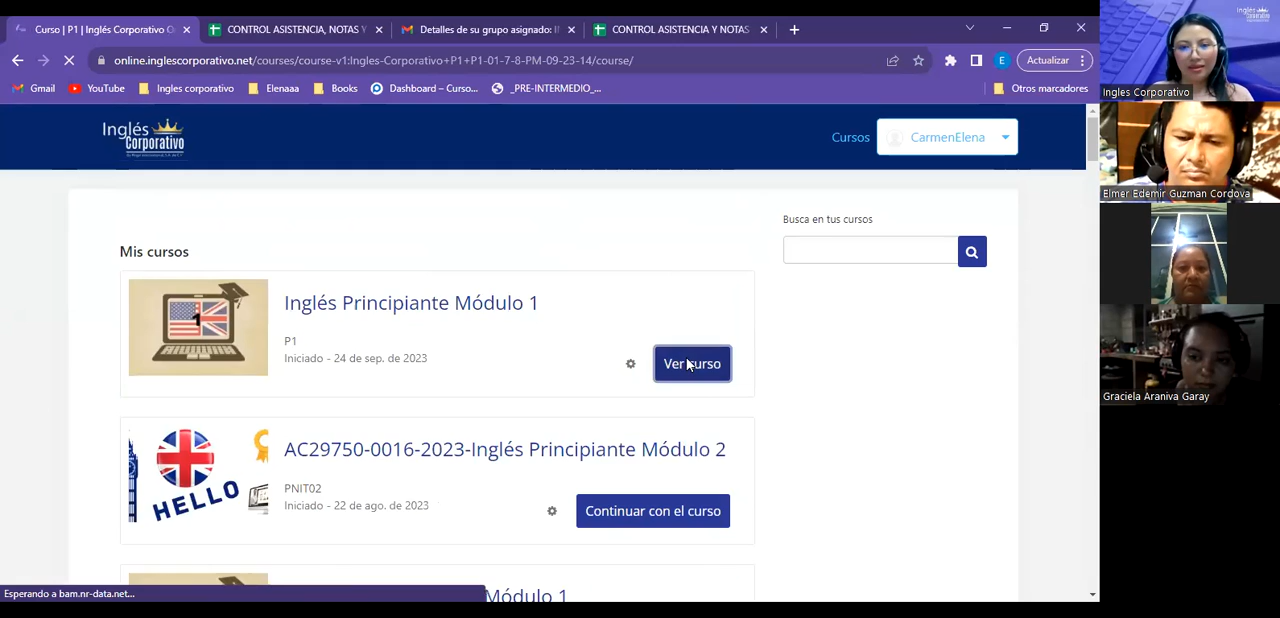 Curso | P1 | Inglés Corporativo O
CONTROL ASISTENCIA, NOTAS Y
Detalles de su grupo asignado: I
CONTROL ASISTENCIA Y NOTAS
online.inglescorporativo.net/courses/course-v1:Ingles-Corporativo+P1+P1-01-7-8-PM-09-23-14/course/
E
Actualizar
Gmail
YouTube
Ingles corporativo
Elenaaa
Books
Dashboard – Curso...
_PRE-INTERMEDIO_...
Otros marcadores
Inglés
Corporativo
Cursos
CarmenElena
Busca en tus cursos
Mis cursos
1
Inglés Principiante Módulo 1
P1
Iniciado - 24 de sep. de 2023
Ver curso
HELLO
AC29750-0016-2023-Inglés Principiante Módulo 2
PNIT02
Iniciado - 22 de ago. de 2023
Continuar con el curso
Módulo 1
Esperando a bam.nr-data.net...
Ingles Corporativo
Elmer Edemir Guzman Cordova
Graciela Araniva Garay